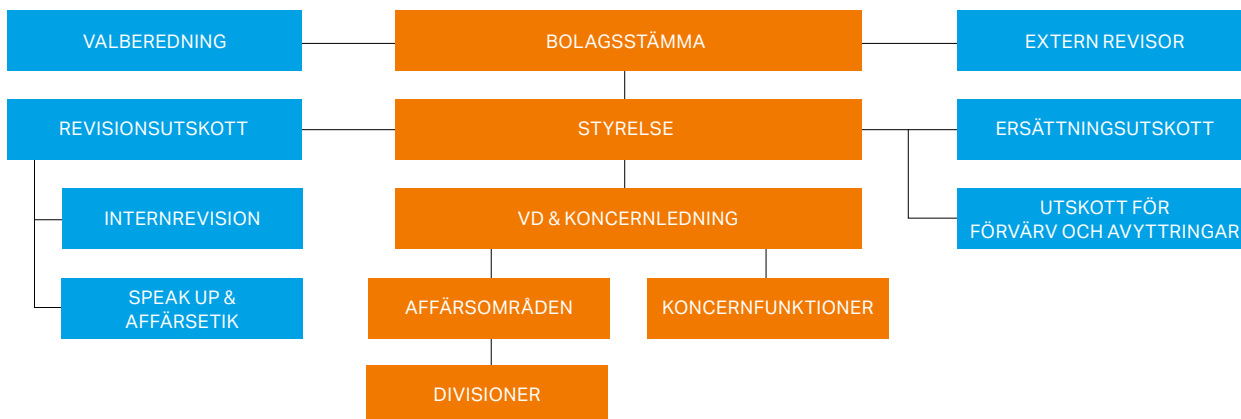 VALBEREDNING
BOLAGSSTÄMMA
EXTERN REVISOR
REVISIONSUTSKOTT
STYRELSE
ERSÄTTNINGSUTSKOTT
INTERNREVISION
VD & KONCERNLEDNING
UTSKOTT FÖR
FÖRVÄRV OCH AVYTTRINGAR
SPEAK UP &
AFFÄRSETIK
AFFÄRSOMRÅDEN
KONCERNFUNKTIONER
DIVISIONER